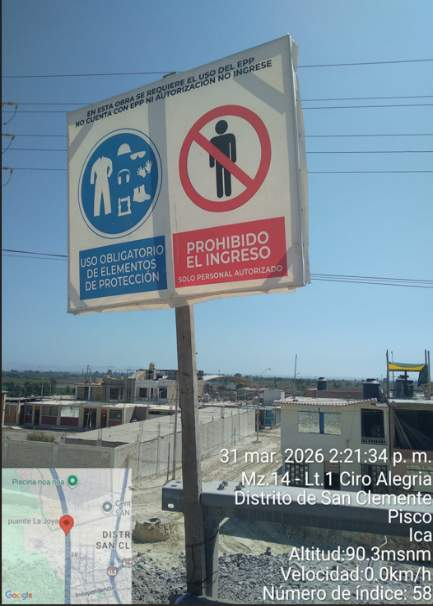 EN ESTA OBRA SE REQUIERE EL USO DEL EPP
NO CUENTA CON EPP NI AUTORIZACIÓN NO INGRESE
USO OBLIGATORIO
DE ELEMENTOS
DE PROTECCIÓN
PROHIBIDO
EL INGRESO
SOLO PERSONAL AUTORIZADO
31 mar. 2026 2:21:34 p. m.
Mz.14 - Lt.1 Ciro Alegria
Distrito de San Clemente
Pisco
Ica
Altitud:90.3msnm
Velocidad:0.0km/h
Número de índice: 58
Piscina noa noa
puente La Joya
DISTR
SAN CL
Google